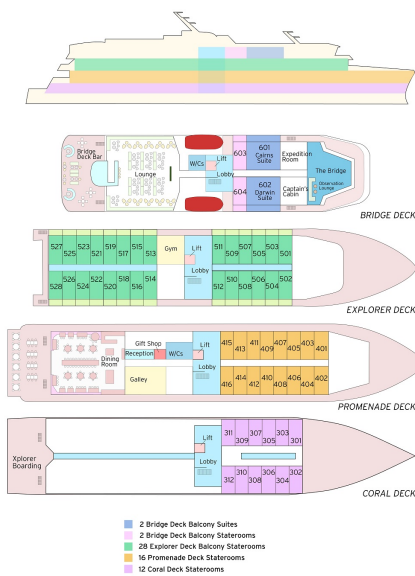 Bridge
Deck Bar
Lounge
W/Cs
Lift
Lobby
603
604
601
Cairns
Suite
602
Darwin
Suite
Expedition
Room
Captain's
Cabin
The Bridge
Observation
Lounge
BRIDGE DECK
527 525 523 521 519 517 515 513
528 526 524 522 520 518 516 514
Gym
Lift
Lobby
511 509 507 505 503 501
512 510 508 506 504 502
EXPLORER DECK
Dining
Room
Gift Shop
Reception
W/Cs
Lift
Galley
Lobby
415 413 411 409 407 405 403 401
416 414 412 410 408 406 404 402
PROMENADE DECK
Xplorer
Boarding
Lift
Lobby
311 309 307 305 303 301
312 310 308 306 304 302
CORAL DECK
2 Bridge Deck Balcony Suites
2 Bridge Deck Balcony Staterooms
28 Explorer Deck Balcony Staterooms
16 Promenade Deck Staterooms
12 Coral Deck Staterooms